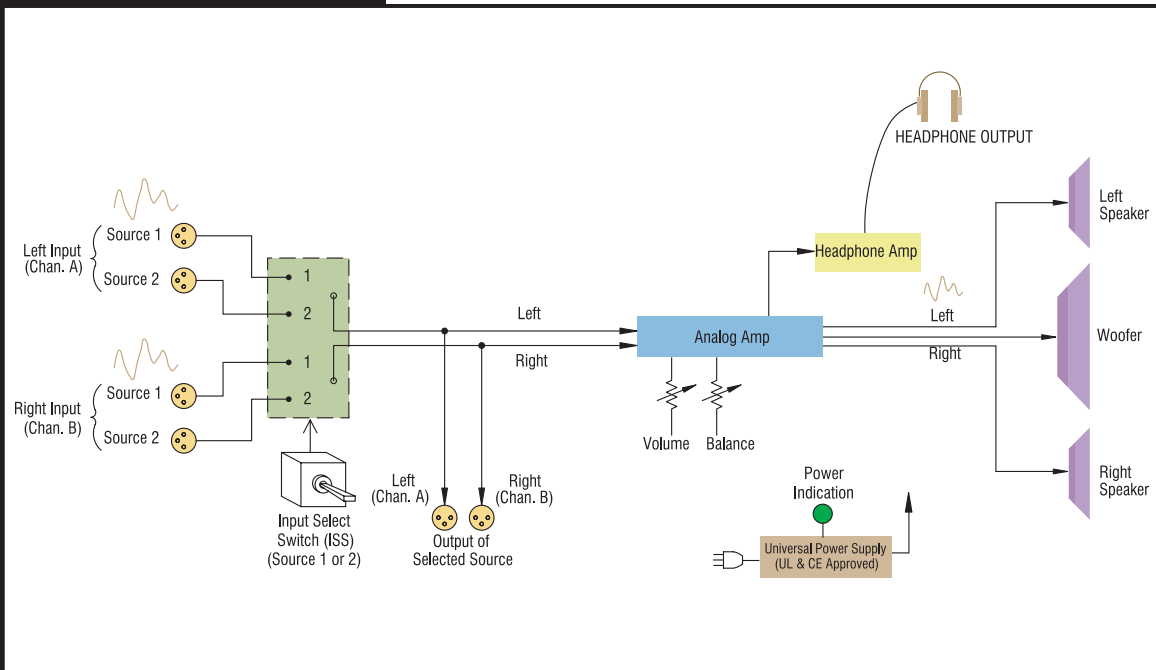 HEADPHONE OUTPUT
Left
Speaker
Source 1
Left Input
(Chan. A)
Source 2
Headphone Amp
1
2
Left
Left
Analog Amp
Woofer
Right
Right
1
2
Source 1
Right Input
(Chan. B)
Source 2
Volume
Balance
Left
(Chan. A)
Right
(Chan. B)
Power
Indication
Right
Speaker
Input Select
Switch (ISS)
(Source 1 or 2)
Output of
Selected Source
Universal Power Supply
(UL & CE Approved)